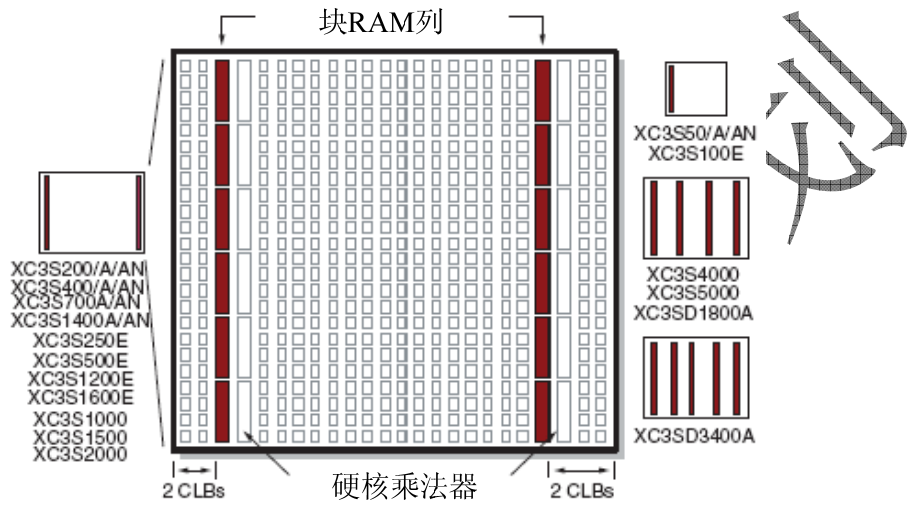 块RAM列
XC3S50/A/AN
XC3S100E
XC3S200/A/AN
XC3S400/A/AN
XC3S700A/AN
XC3S1400A/AN
XC3S250E
XC3S500E
XC3S1200E
XC3S1600E
XC3S1000
XC3S1500
XC3S2000
XC3S4000
XC3S5000
XC3SD1800A
XC3SD3400A
2 CLBs
硬核乘法器
2 CLBs